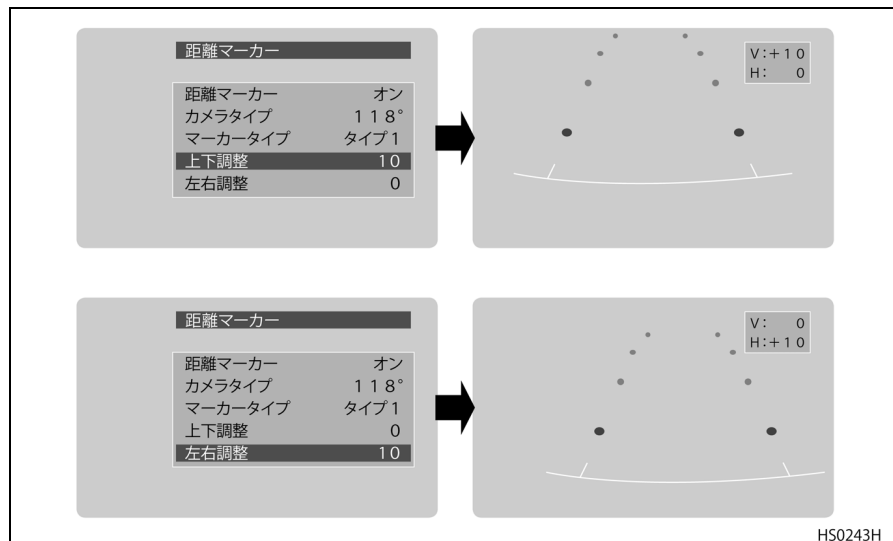 距離マーカー
距離マーカー オン
カメラタイプ 118°
マーカータイプ タイプ1
上下調整 10
左右調整 0
V:+10
H: 0
距離マーカー
距離マーカー オン
カメラタイプ 118°
マーカータイプ タイプ1
上下調整 0
左右調整 10
V: 0
H:+10
HS0243H